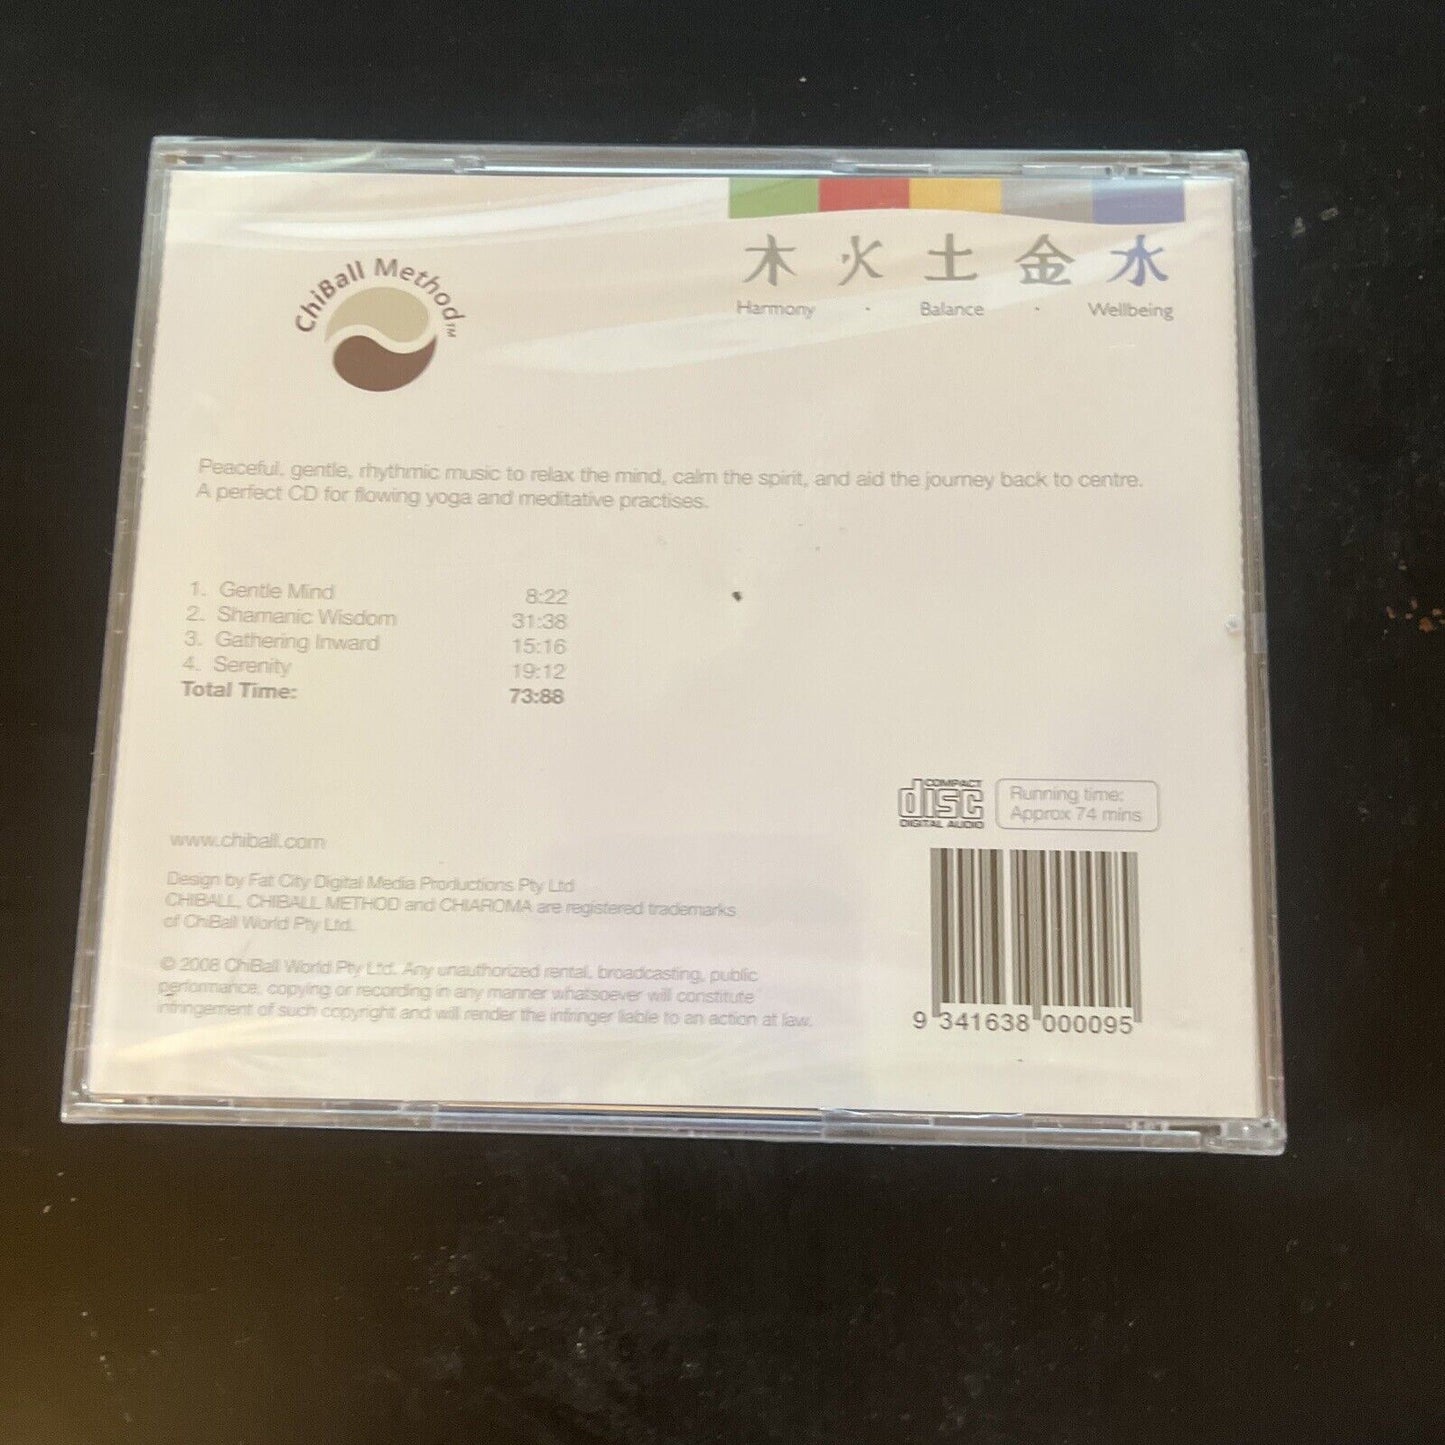 ChiBall Method™
木 火 土 金 水
Harmony · Balance · Wellbeing
Peaceful, gentle, rhythmic music to relax the mind, calm the spirit, and aid the journey back to centre.
A perfect CD for flowing yoga and meditative practises.
1. Gentle Mind 8:22
2. Shamanic Wisdom 31:38
3. Gathering Inward 15:16
4. Serenity 19:12
Total Time: 73:88
COMPACT
disc
DIGITAL AUDIO
Running time:
Approx 74 mins
www.chiball.com
Design by Fat City Digital Media Productions Pty Ltd
CHIBALL, CHIBALL METHOD and CHIAROMA are registered trademarks
of ChiBall World Pty Ltd.
© 2008 ChiBall World Pty Ltd. Any unauthorized rental, broadcasting, public
performance, copying or recording in any manner whatsoever will constitute
infringement of such copyright and will render the infringer liable to an action at law.
9 341638 000095